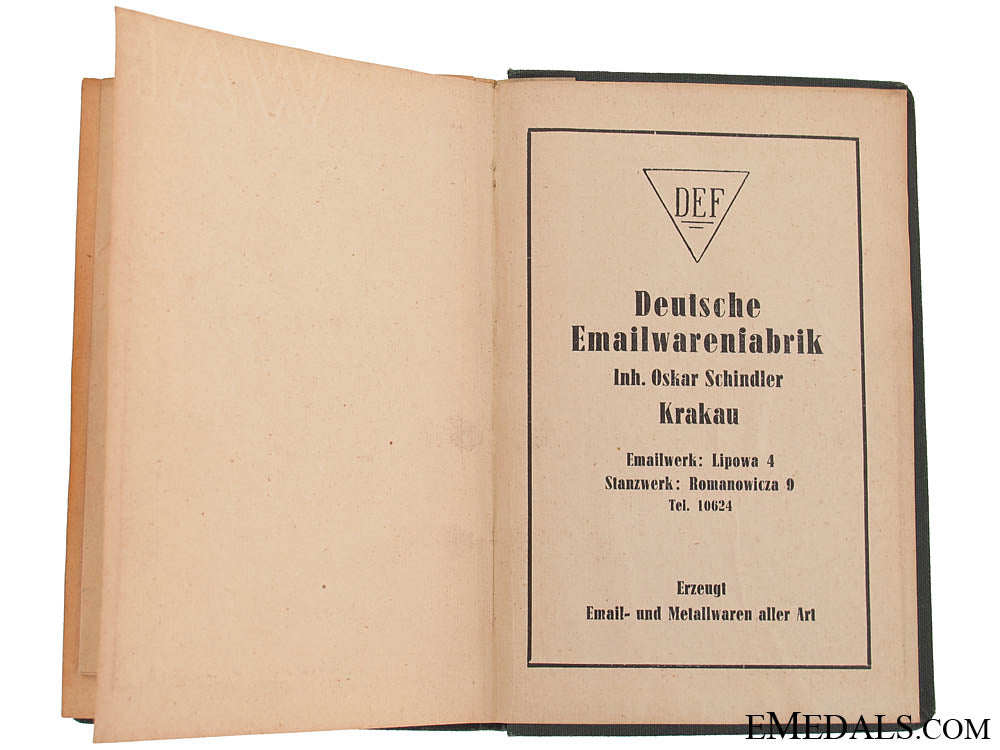 DEF
Deutsche
Emailwarenfabrik
Inh. Oskar Schindler
Krakau
Emailwerk: Lipowa 4
Stanzwerk: Romanowicza 9
Tel. 10624
Erzeugt
Email- und Metallwaren aller Art
EMEDALS.COM